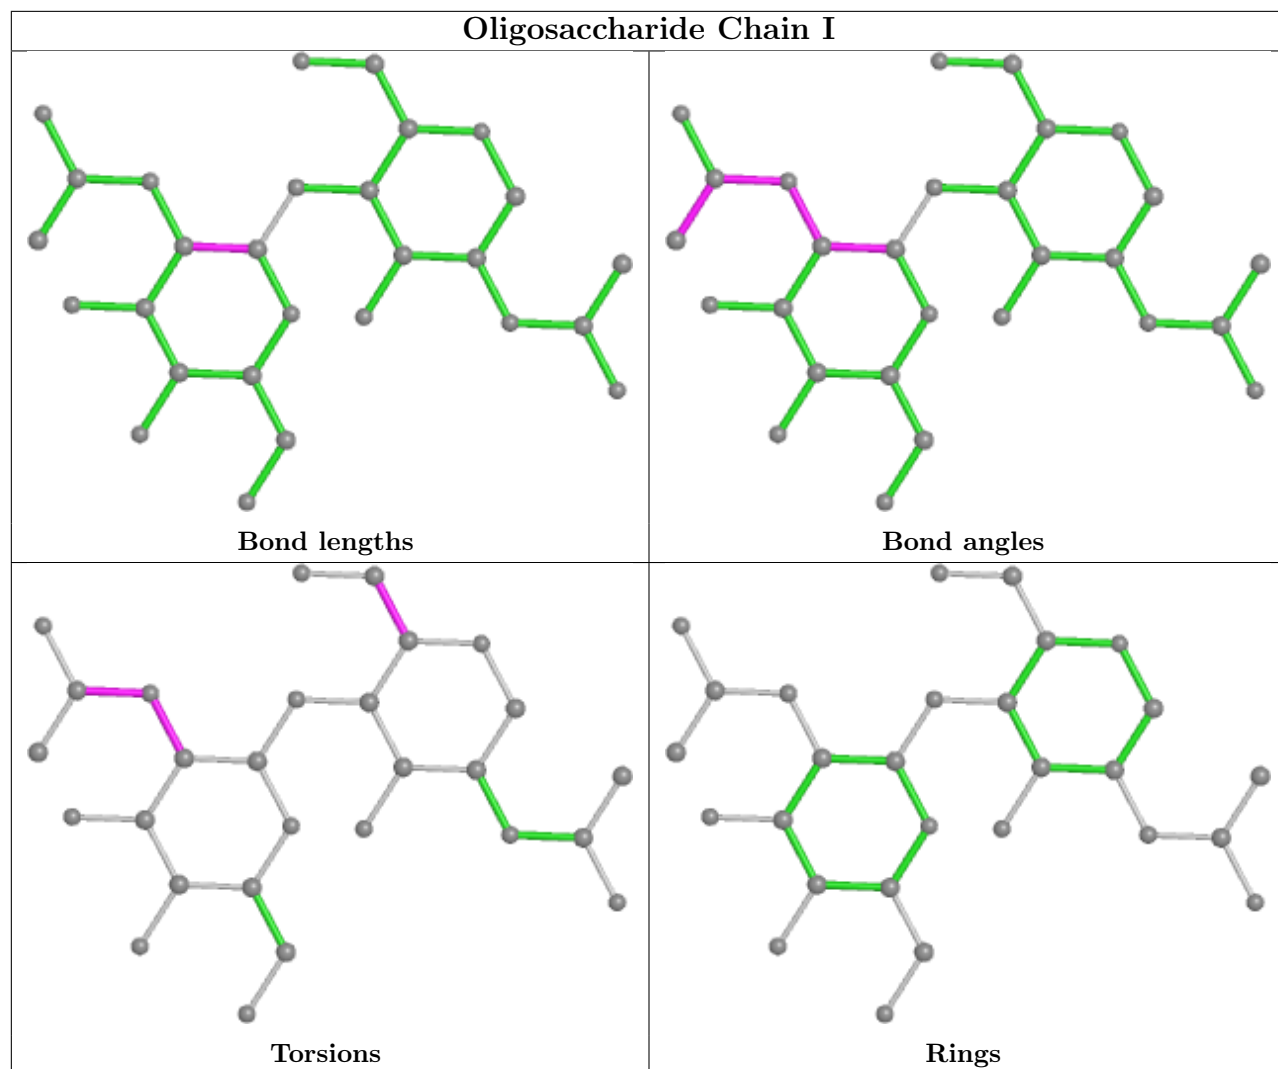 Oligosaccharide Chain I
Bond lengths
Bond angles
Torsions
Rings